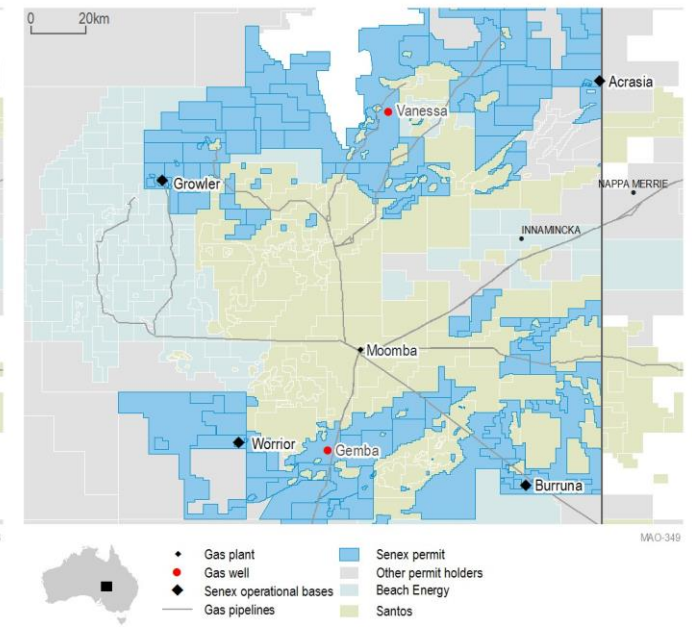 0 20km
Acrasia
Vanessa
Growler
NAPPA MERRIE
INNAMINCKA
Moomba
Worrior
Gemba
Burruna
MAO-349
Gas plant
Gas well
Senex operational bases
Gas pipelines
Senex permit
Other permit holders
Beach Energy
Santos